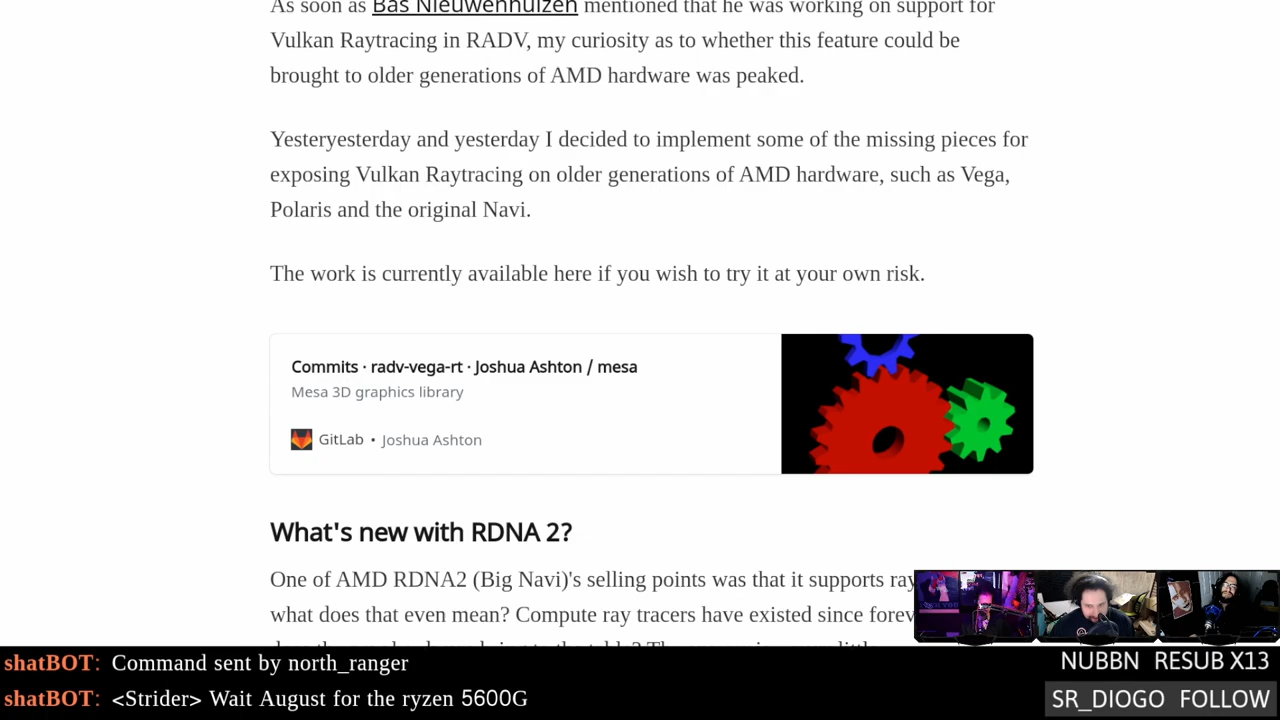 As soon as Bas Nieuwenhuizen mentioned that he was working on support for
Vulkan Raytracing in RADV, my curiosity as to whether this feature could be
brought to older generations of AMD hardware was peaked.
Yesteryesterday and yesterday I decided to implement some of the missing pieces for
exposing Vulkan Raytracing on older generations of AMD hardware, such as Vega,
Polaris and the original Navi.
The work is currently available here if you wish to try it at your own risk.
Commits · radv-vega-rt · Joshua Ashton / mesa
Mesa 3D graphics library
GitLab • Joshua Ashton
What's new with RDNA 2?
One of AMD RDNA2 (Big Navi)'s selling points was that it supports ray
what does that even mean? Compute ray tracers have existed since forev
shatBOT: Command sent by north_ranger
shatBOT: <Strider> Wait August for the ryzen 5600G
NUBBN RESUB X13
SR_DIOGO FOLLOW